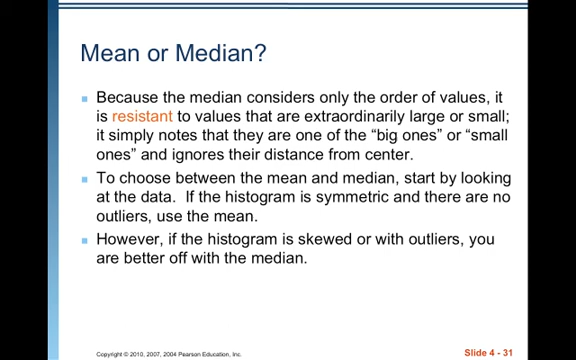 Mean or Median?
Because the median considers only the order of values, it
is resistant to values that are extraordinarily large or small;
it simply notes that they are one of the “big ones” or “small
ones” and ignores their distance from center.
To choose between the mean and median, start by looking
at the data. If the histogram is symmetric and there are no
outliers, use the mean.
However, if the histogram is skewed or with outliers, you
are better off with the median.
Copyright © 2010, 2007, 2004 Pearson Education, Inc.
Slide 4 - 31